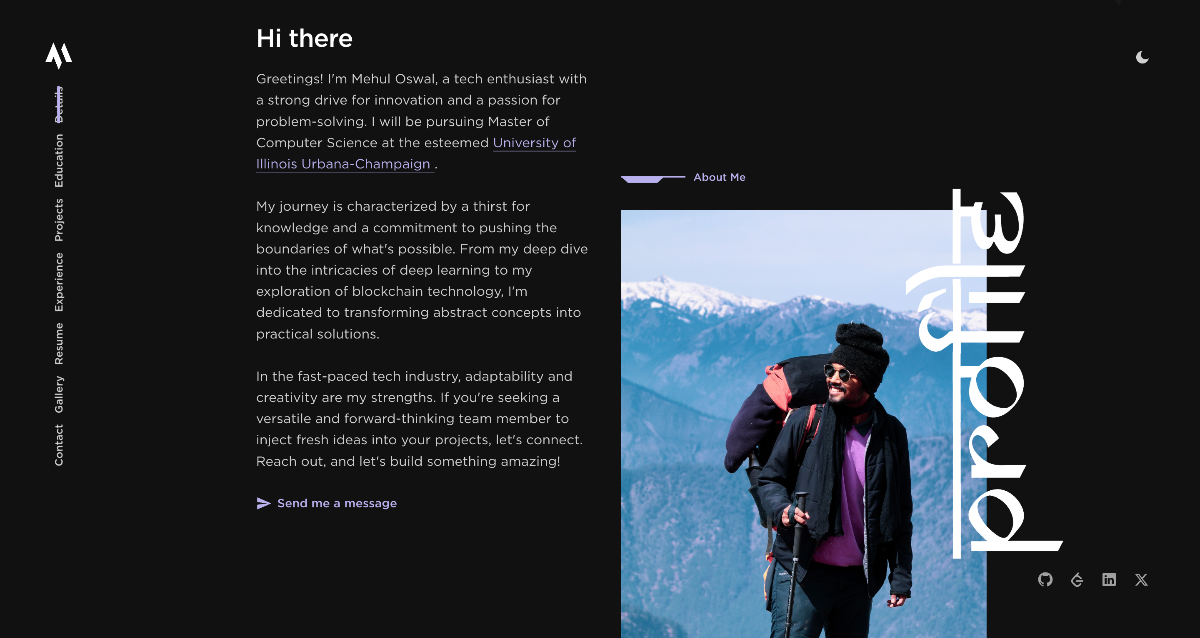 Details
Education
Projects
Experience
Resume
Gallery
Contact
Hi there
Greetings! I'm Mehul Oswal, a tech enthusiast with
a strong drive for innovation and a passion for
problem-solving. I will be pursuing Master of
Computer Science at the esteemed University of
Illinois Urbana-Champaign .
My journey is characterized by a thirst for
knowledge and a commitment to pushing the
boundaries of what's possible. From my deep dive
into the intricacies of deep learning to my
exploration of blockchain technology, I'm
dedicated to transforming abstract concepts into
practical solutions.
In the fast-paced tech industry, adaptability and
creativity are my strengths. If you're seeking a
versatile and forward-thinking team member to
inject fresh ideas into your projects, let's connect.
Reach out, and let's build something amazing!
Send me a message
About Me
profile